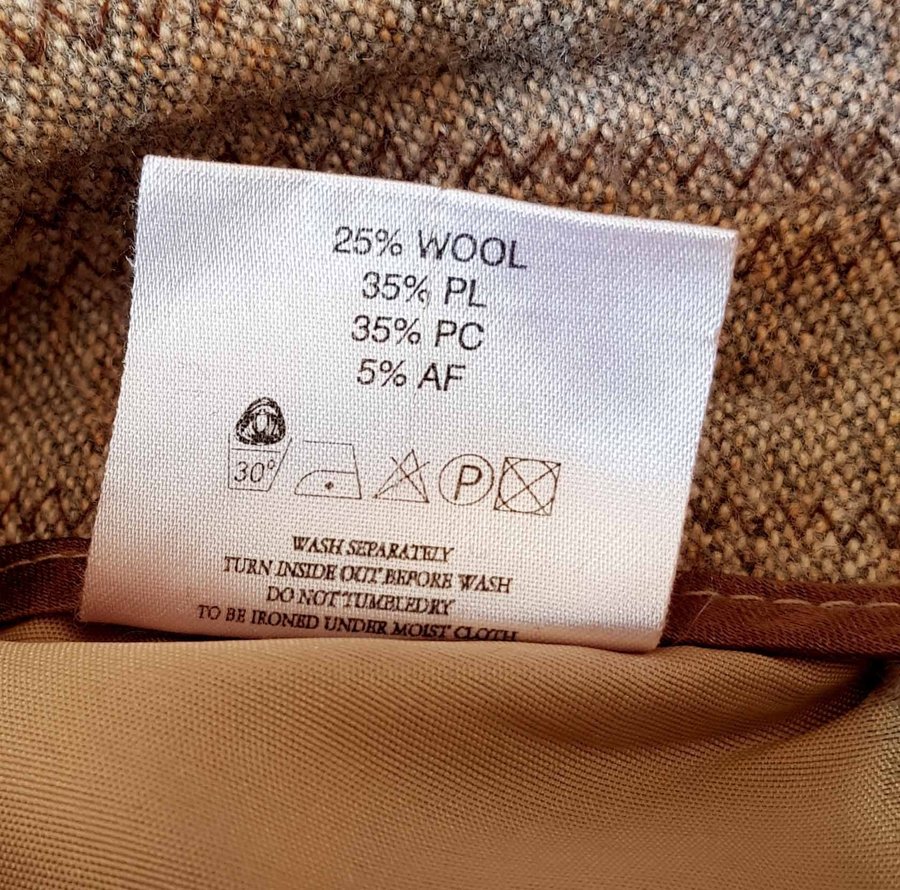 25% WOOL
35% PL
35% PC
5% AF
30°
P
WASH SEPARATELY
TURN INSIDE OUT BEFORE WASH
DO NOT TUMBLEDRY
TO BE IRONED UNDER MOIST CLOTH